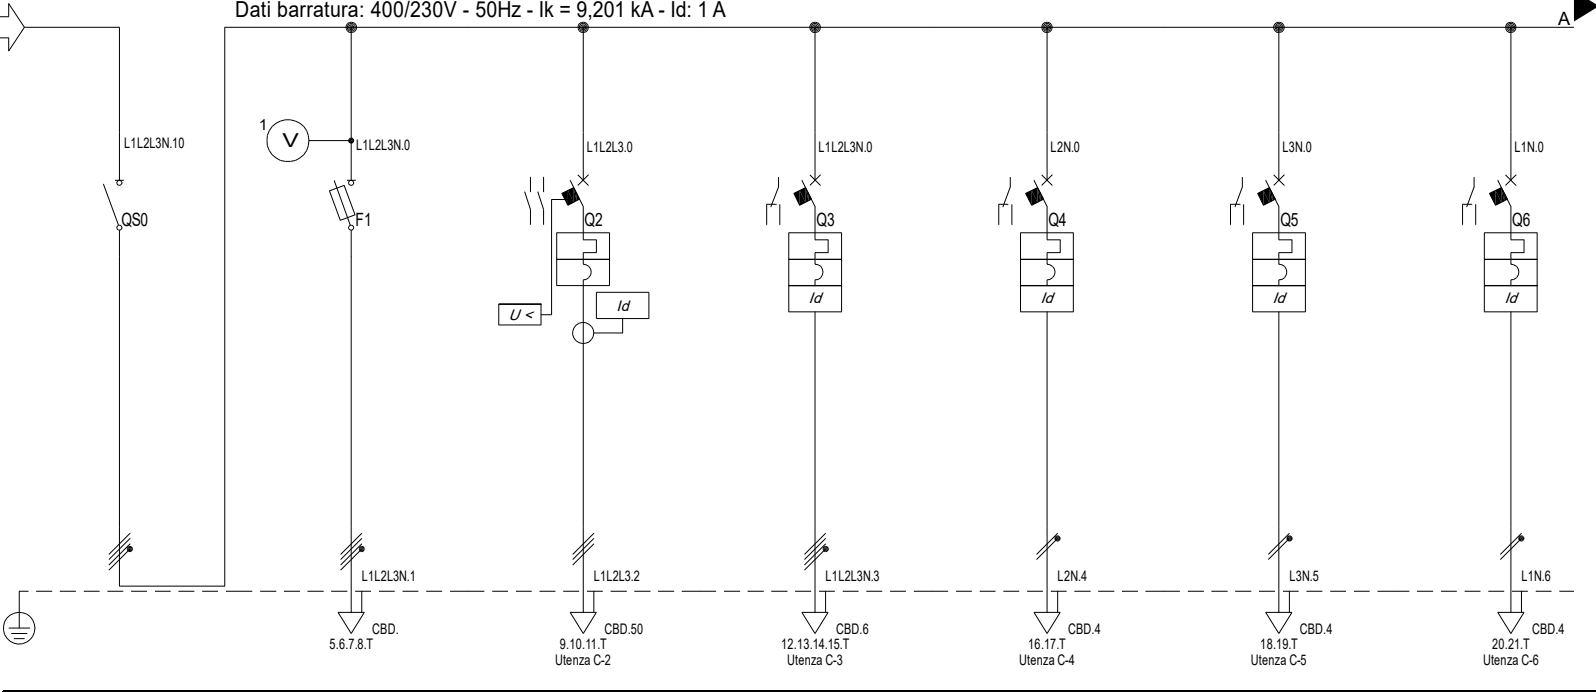 Dati barratura: 400/230V - 50Hz - Ik = 9,201 kA - Id: 1 A
A
1
V
L1L2L3N.10
L1L2L3N.0
L1L2L3.0
L1L2L3N.0
L2N.0
L3N.0
L1N.0
QS0
F1
Q2
Q3
Q4
Q5
Q6
U <
Id
Id
Id
Id
Id
L1L2L3N.1
L1L2L3.2
L1L2L3N.3
L2N.4
L3N.5
L1N.6
CBD.
CBD.50
CBD.6
CBD.4
CBD.4
CBD.4
5.6.7.8.T
9.10.11.T
12.13.14.15.T
16.17.T
18.19.T
20.21.T
Utenza C-2
Utenza C-3
Utenza C-4
Utenza C-5
Utenza C-6